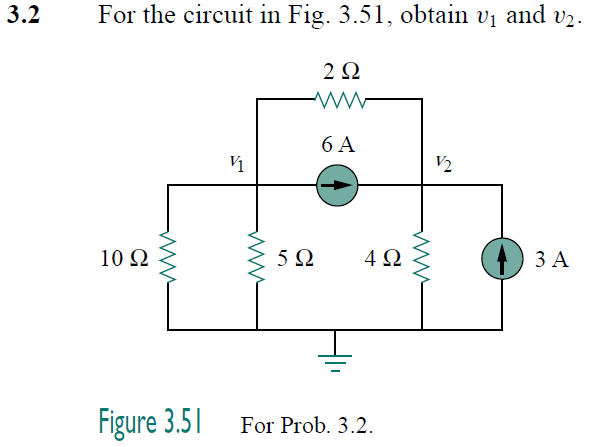 3.2 For the circuit in Fig. 3.51, obtain v₁ and v₂.
2 Ω
6 A
v₁
v₂
10 Ω
5 Ω
4 Ω
3 A
Figure 3.51 For Prob. 3.2.